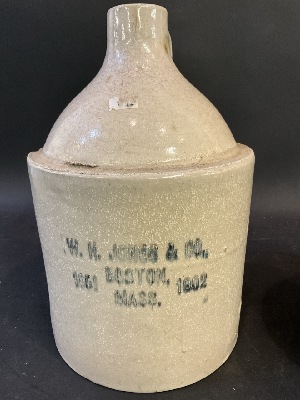 W. H. JONES & CO.,
1851 BOSTON, 1902
MASS.